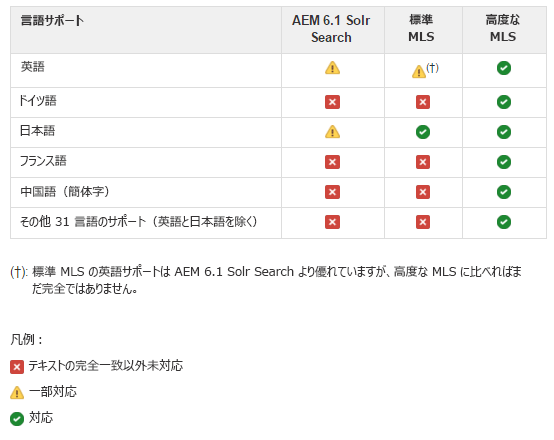 言語サポート AEM 6.1 Solr Search 標準 MLS 高度な MLS
英語 (†)
ドイツ語
日本語
フランス語
中国語（簡体字）
その他 31 言語のサポート（英語と日本語を除く）
(†): 標準 MLS の英語サポートは AEM 6.1 Solr Search より優れていますが、高度な MLS に比べればま
だ完全ではありません。
凡例：
テキストの完全一致以外未対応
一部対応
対応